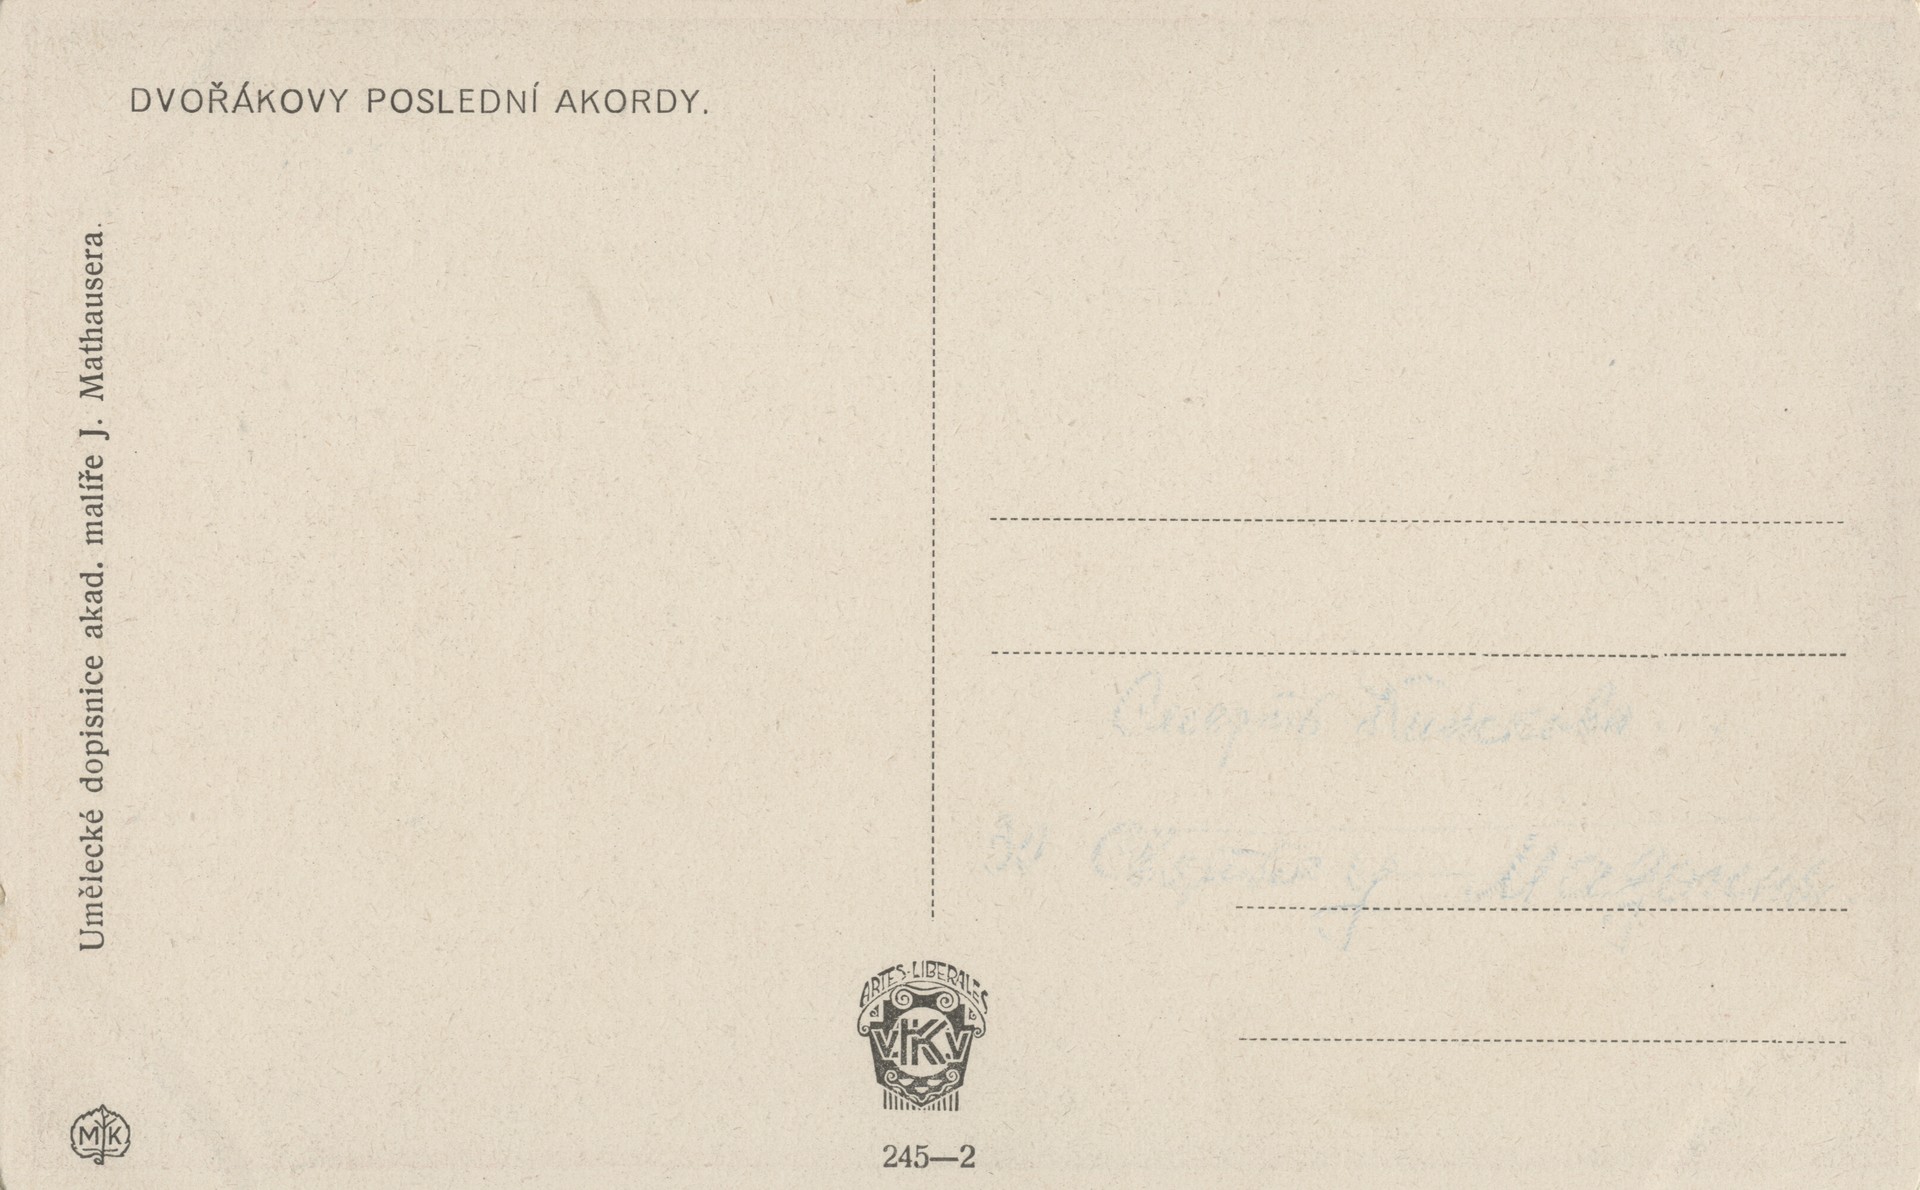 DVOŘÁKOVY POSLEDNÍ AKORDY.
Umělecké dopisnice akad. malíře J. Mathausera.
ARTES·LIBERALES
V.K.V
MK
245—2